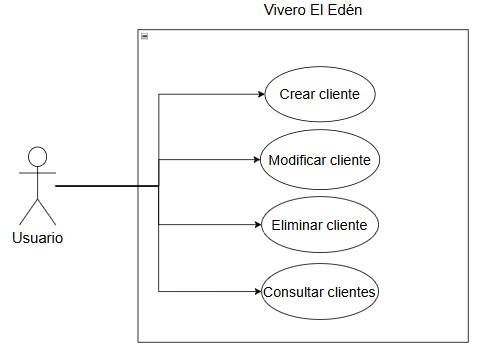 Vivero El Edén
Crear cliente
Modificar cliente
Usuario
Eliminar cliente
Consultar clientes